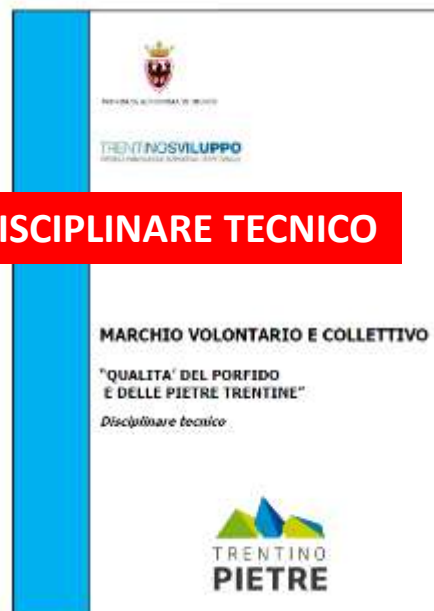 TRENTINOSVILUPPO
ISCIPLINARE TECNICO
MARCHIO VOLONTARIO E COLLETTIVO
"QUALITA' DEL PORFIDO
E DELLE PIETRE TRENTINE"
Disciplinare tecnico
TRENTINO
PIETRE